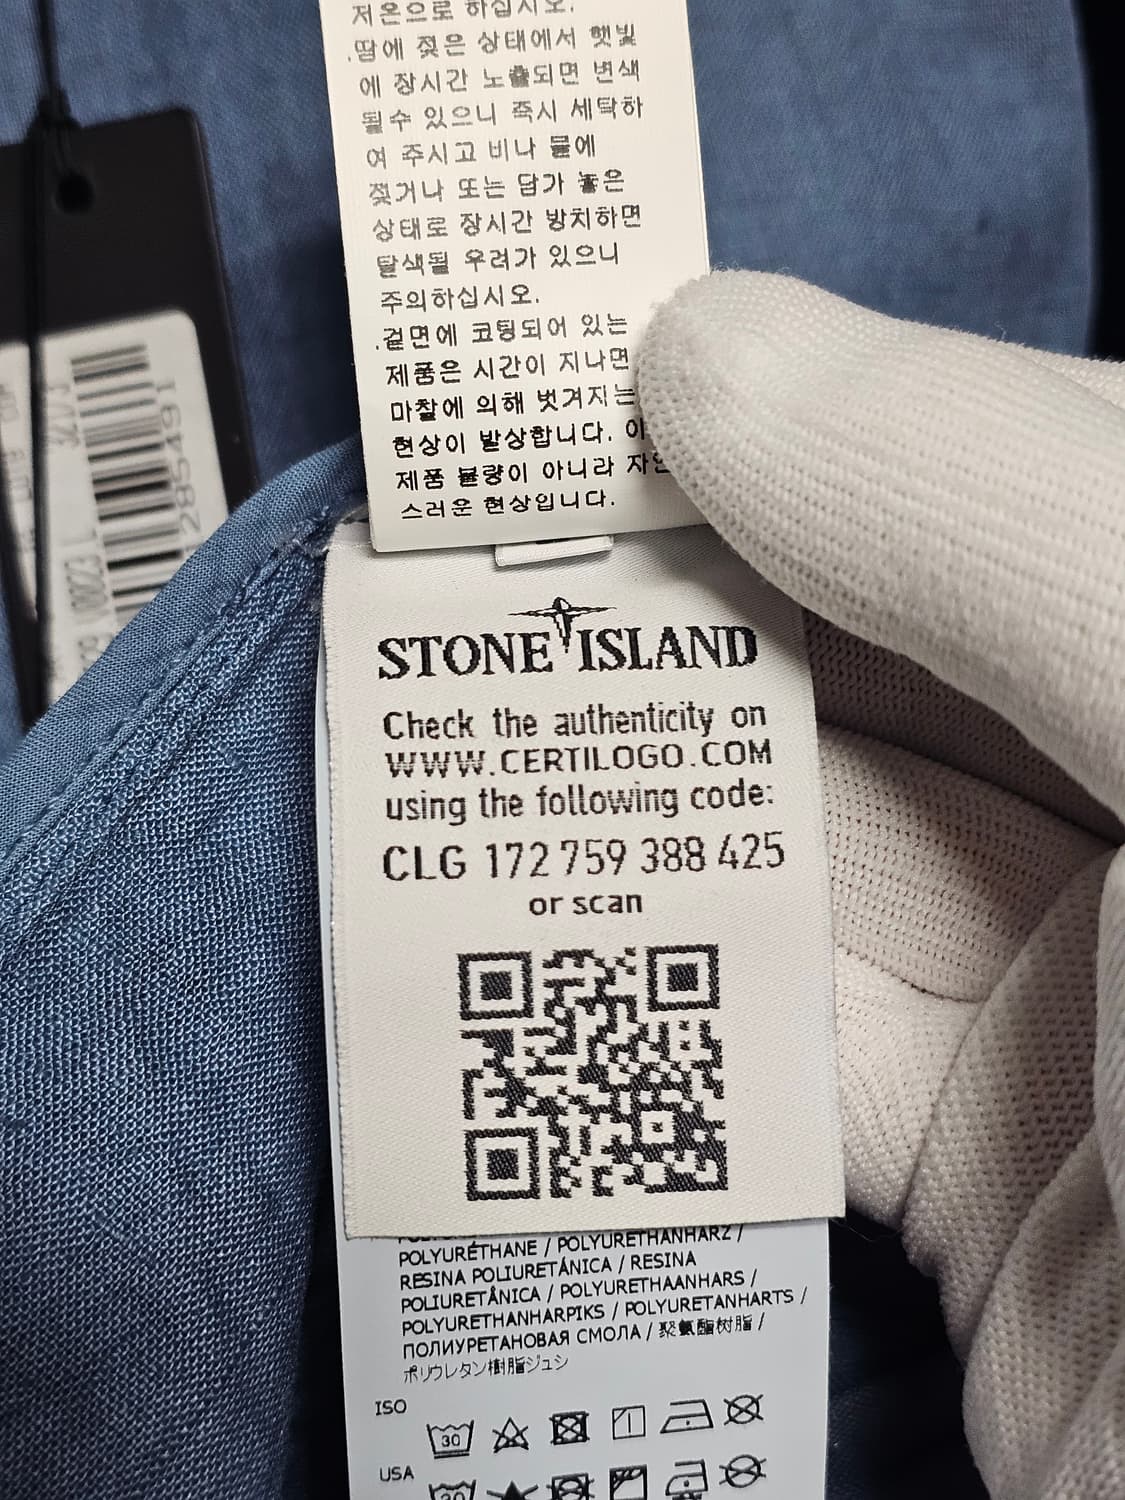 저온으로 하십시오.
.땀에 젖은 상태에서 햇빛
에 장시간 노출되면 변색
될수 있으니 즉시 세탁하
여 주시고 비나 물에
젖거나 또는 담가 놓은
상태로 장시간 방치하면
탈색될 우려가 있으니
주의하십시오.
.겉면에 코팅되어 있는
제품은 시간이 지나면
마찰에 의해 벗겨지는
현상이 발상합니다. 이
제품 불량이 아니라 자연
스러운 현상입니다.
STONE ISLAND
Check the authenticity on
WWW.CERTILOGO.COM
using the following code:
CLG 172 759 388 425
or scan
POLYURÉTHANE / POLYURETHANHARZ /
RESINA POLIURETÂNICA / RESINA
POLIURETÂNICA / POLYURETHAANHARS /
POLYURETHANHARPIKS / POLYURETANHARTS /
ПОЛИУРЕТАНОВАЯ СМОЛА / 聚氨酯树脂 /
ポリウレタン樹脂ジュシ
ISO
30
USA
30
285491